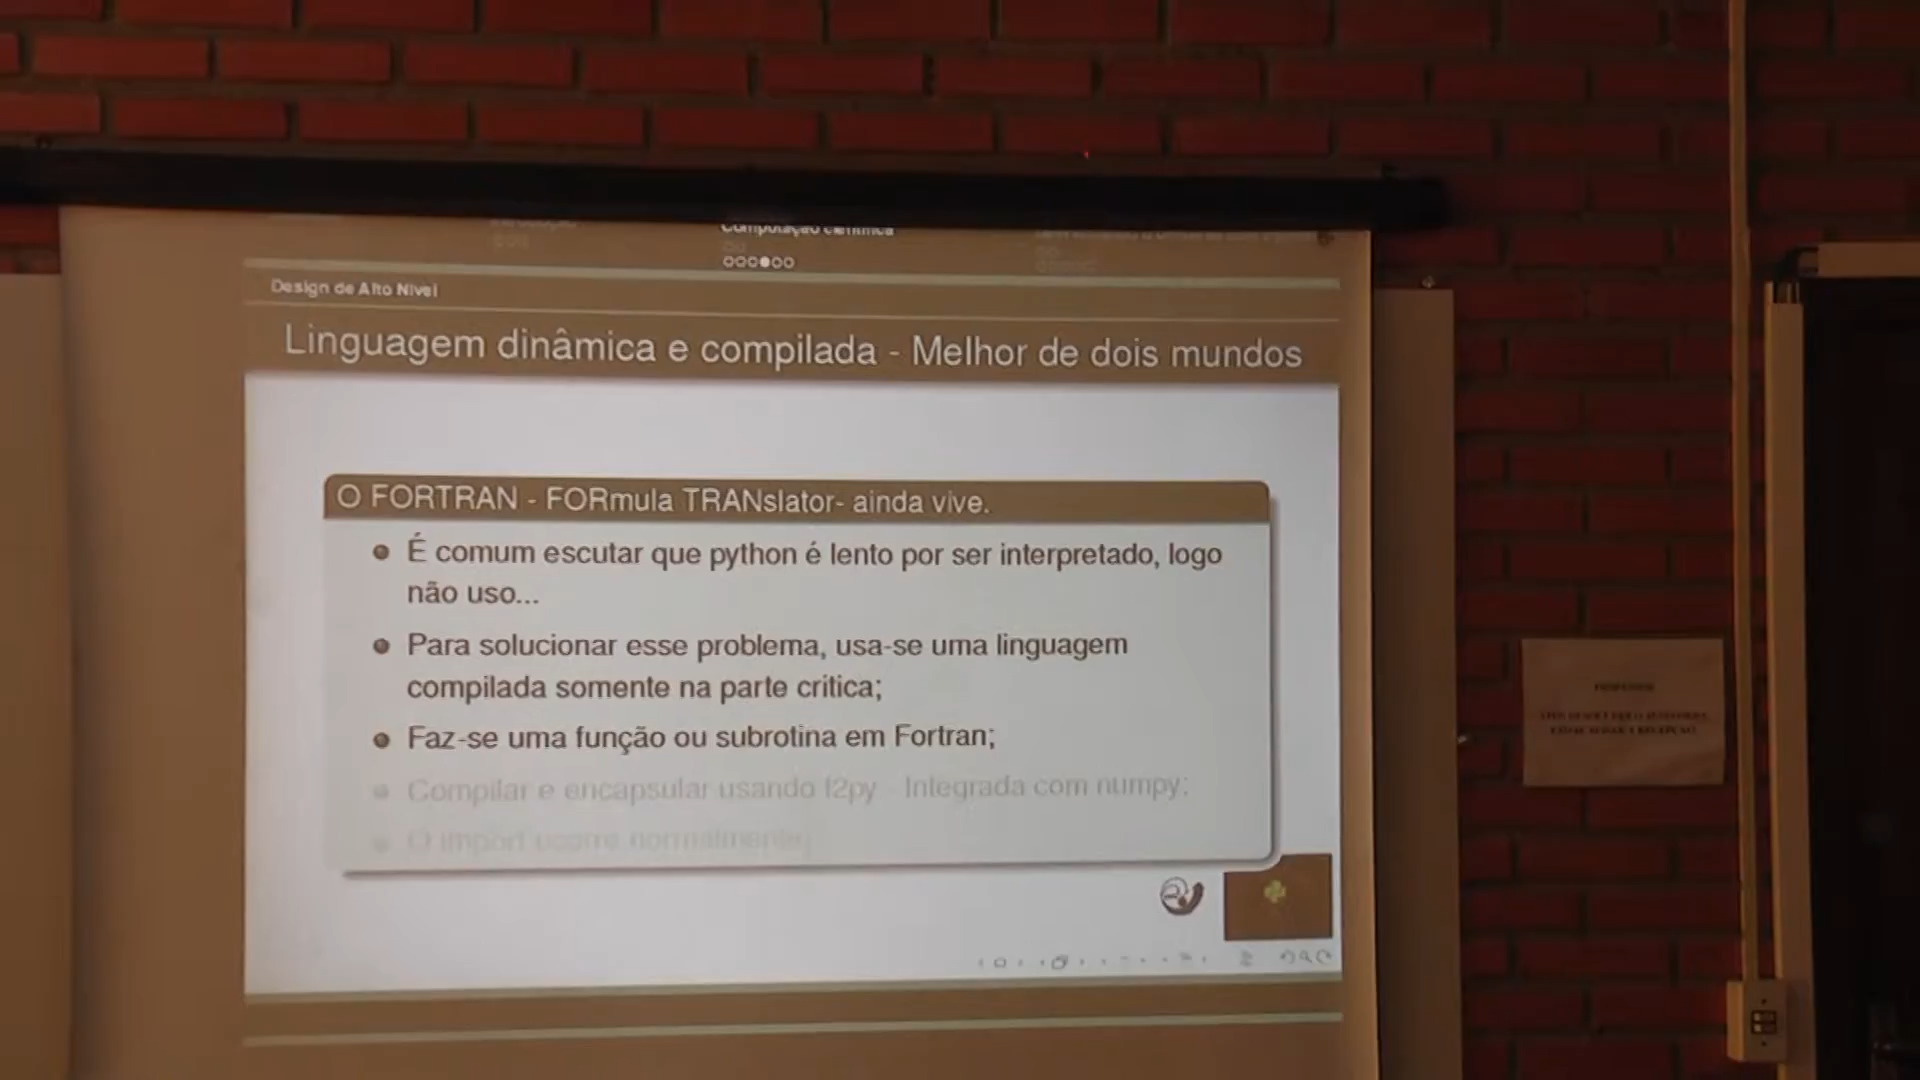 Computação científica
Design de Alto Nível
Linguagem dinâmica e compilada - Melhor de dois mundos
O FORTRAN - FORmula TRANslator- ainda vive.
É comum escutar que python é lento por ser interpretado, logo
não uso...
Para solucionar esse problema, usa-se uma linguagem
compilada somente na parte critica;
Faz-se uma função ou subrotina em Fortran;
Compilar e encapsular usando f2py - Integrada com numpy;
O import ocorre normalmente;